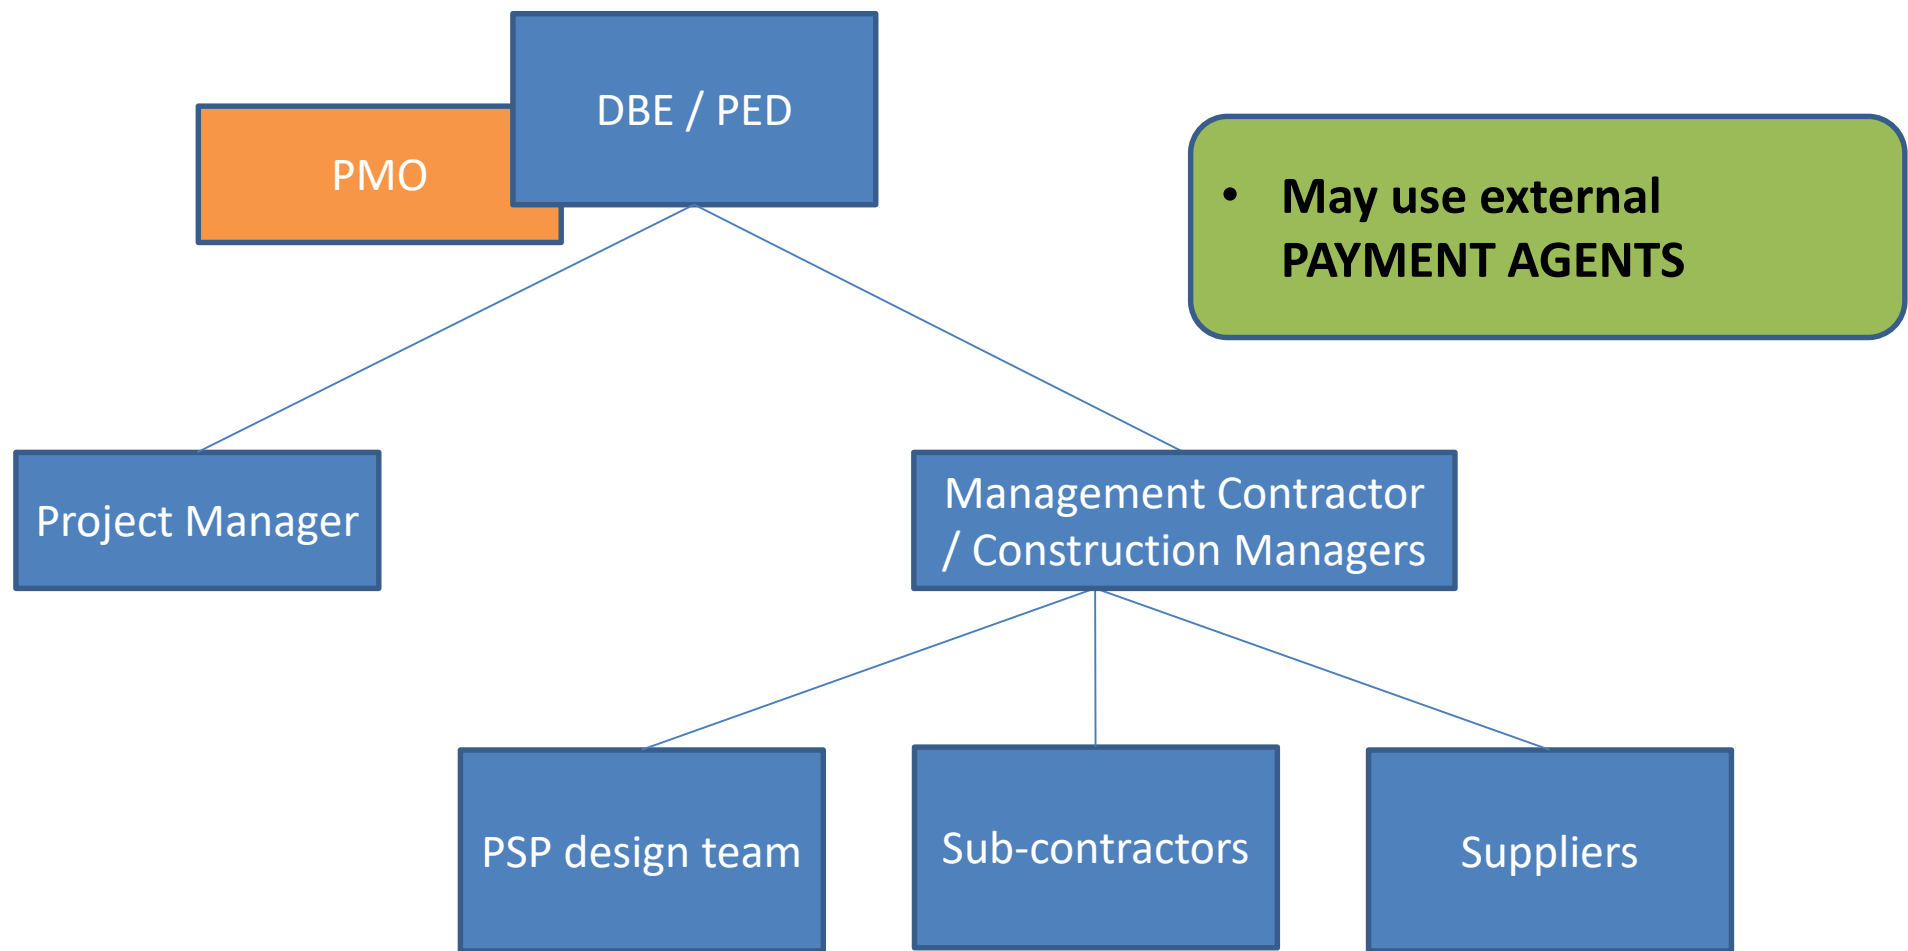 DBE / PED
PMO
• May use external
PAYMENT AGENTS
Project Manager
Management Contractor
/ Construction Managers
PSP design team
Sub-contractors
Suppliers